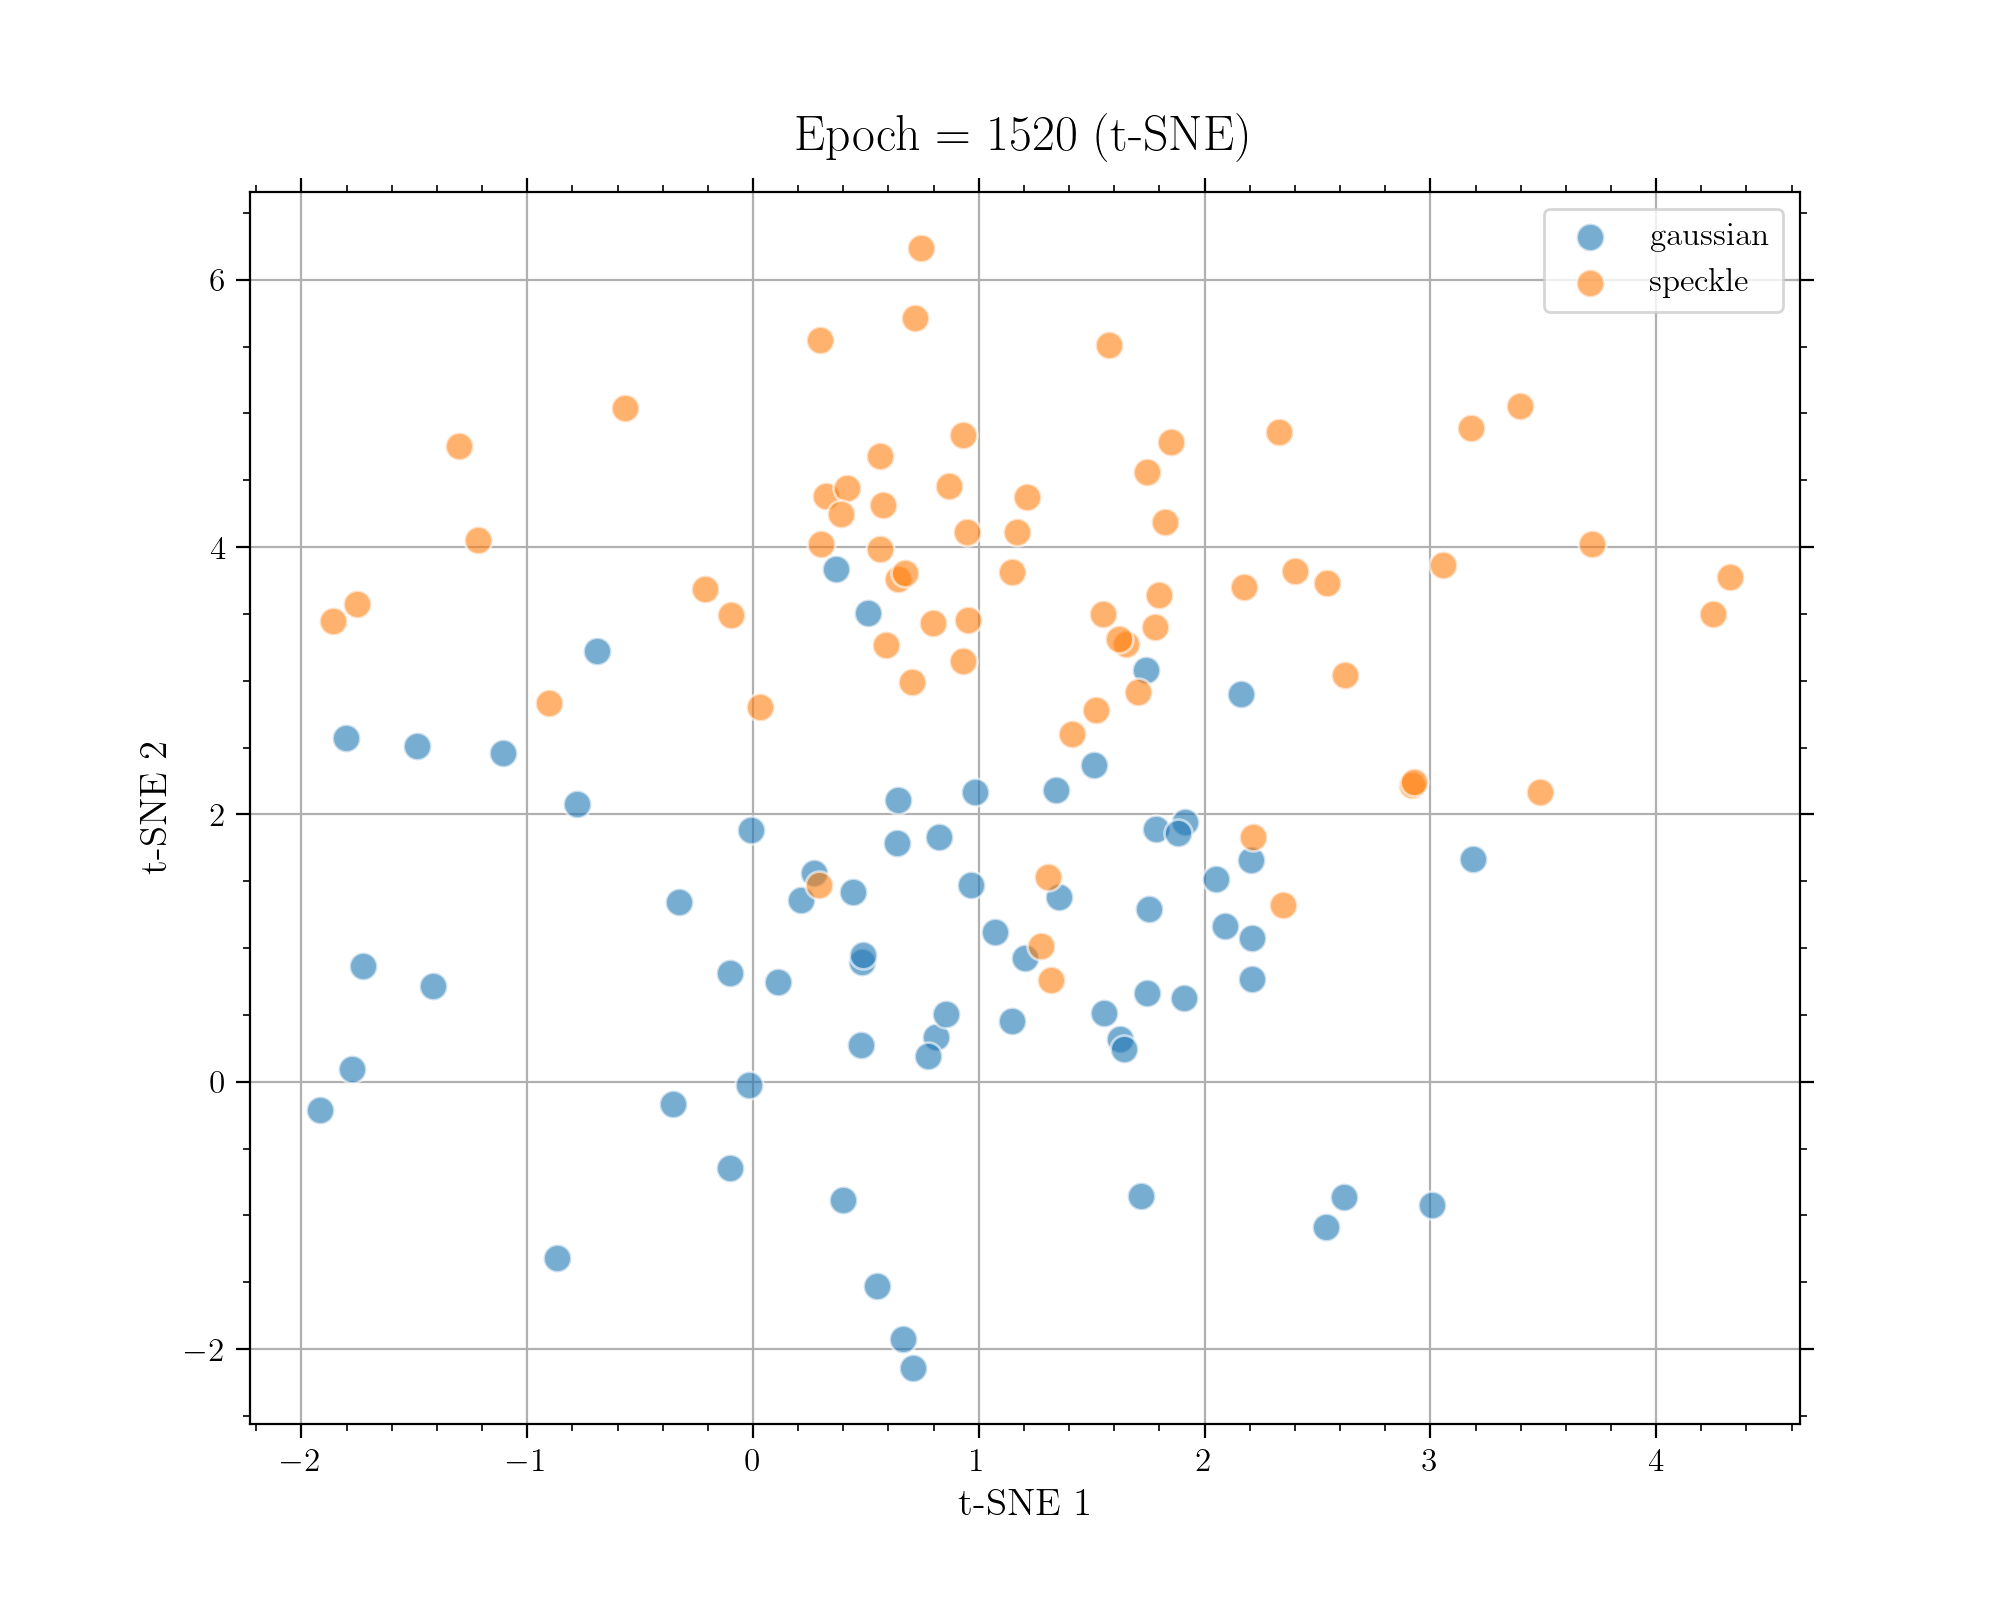 Epoch = 1520 (t-SNE)
gaussian
speckle
6
4
2
0
−2
t-SNE 2
−2 −1 0 1 2 3 4
t-SNE 1